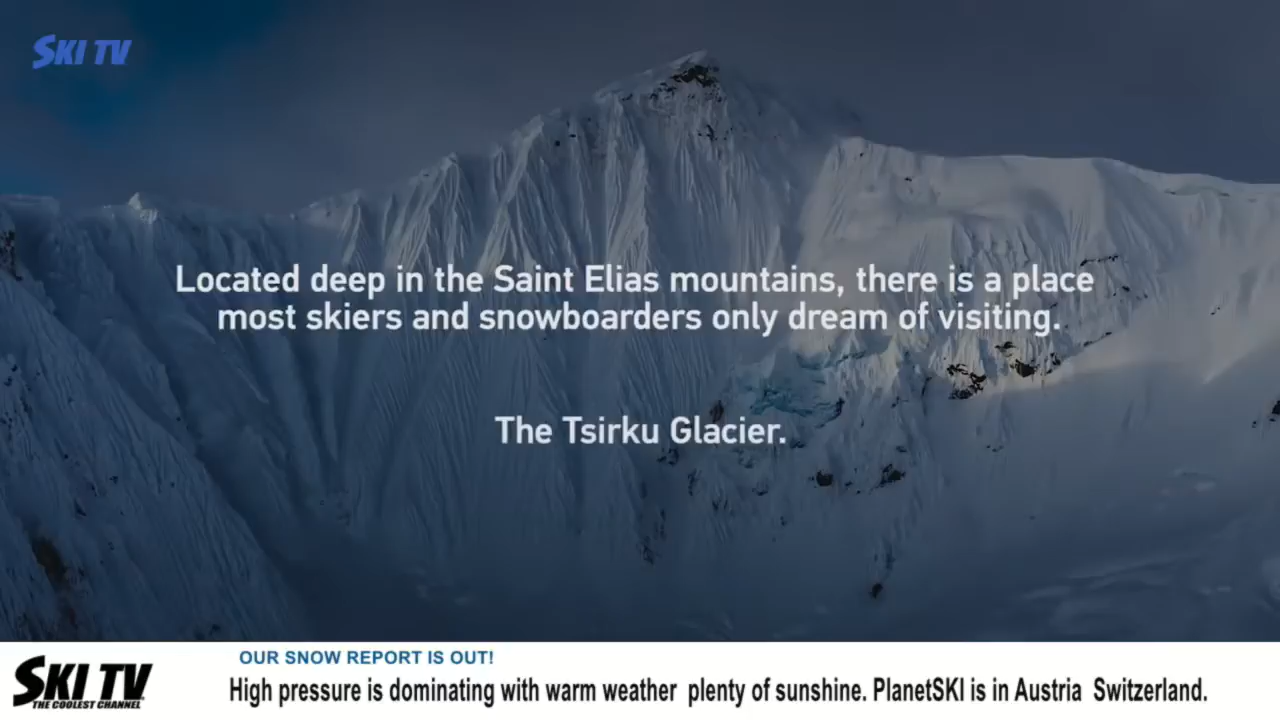 SKI TV
Located deep in the Saint Elias mountains, there is a place
most skiers and snowboarders only dream of visiting.
The Tsirku Glacier.
OUR SNOW REPORT IS OUT!
SKI TV
THE COOLEST CHANNEL
High pressure is dominating with warm weather  plenty of sunshine. PlanetSKI is in Austria  Switzerland.